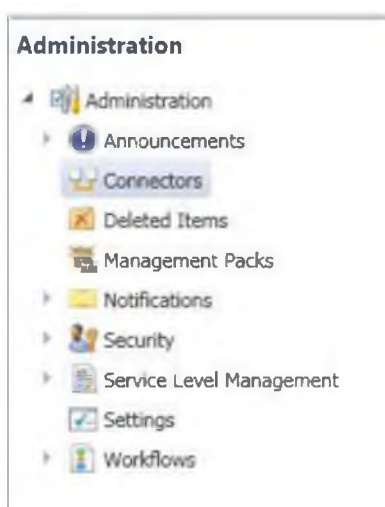 Administration
Administration
Announcements
Connectors
Deleted Items
Management Packs
Notifications
Security
Service Level Management
Settings
Workflows